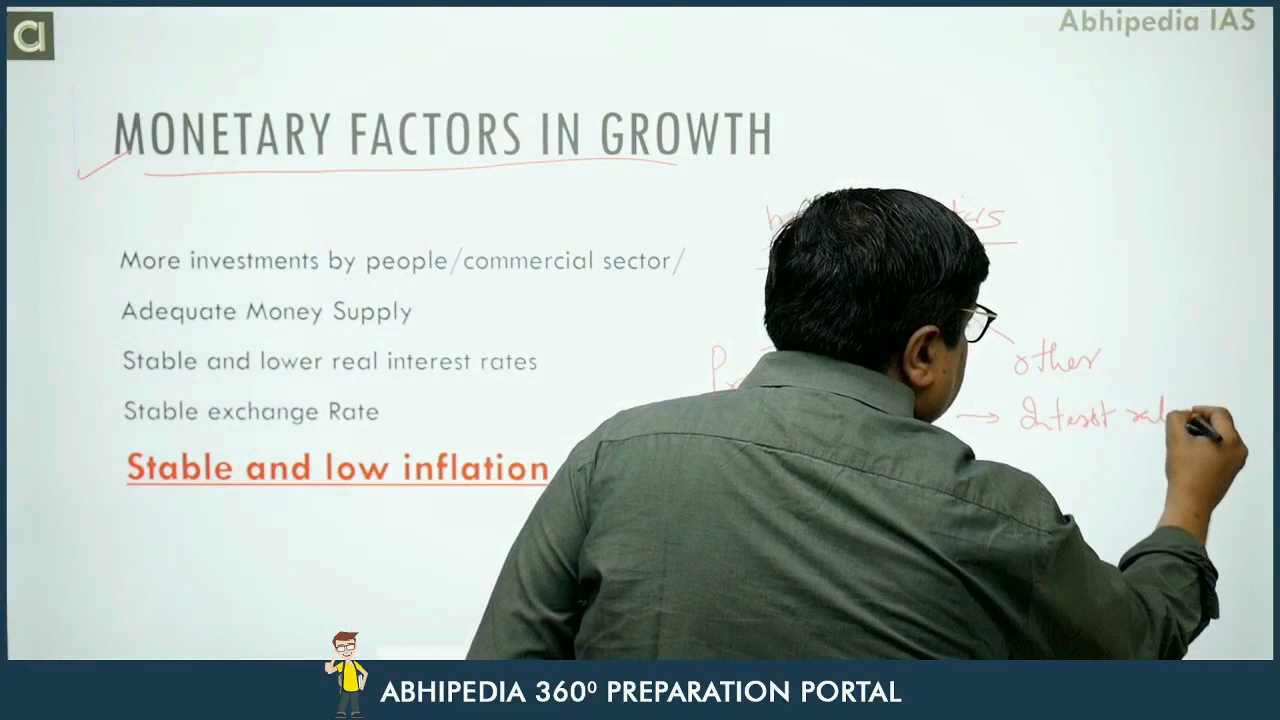 Abhipedia IAS
MONETARY FACTORS IN GROWTH
More investments by people/commercial sector/
Adequate Money Supply
Stable and lower real interest rates
Stable exchange Rate
Stable and low inflation
other
→ Interest
ABHIPEDIA 360⁰ PREPARATION PORTAL